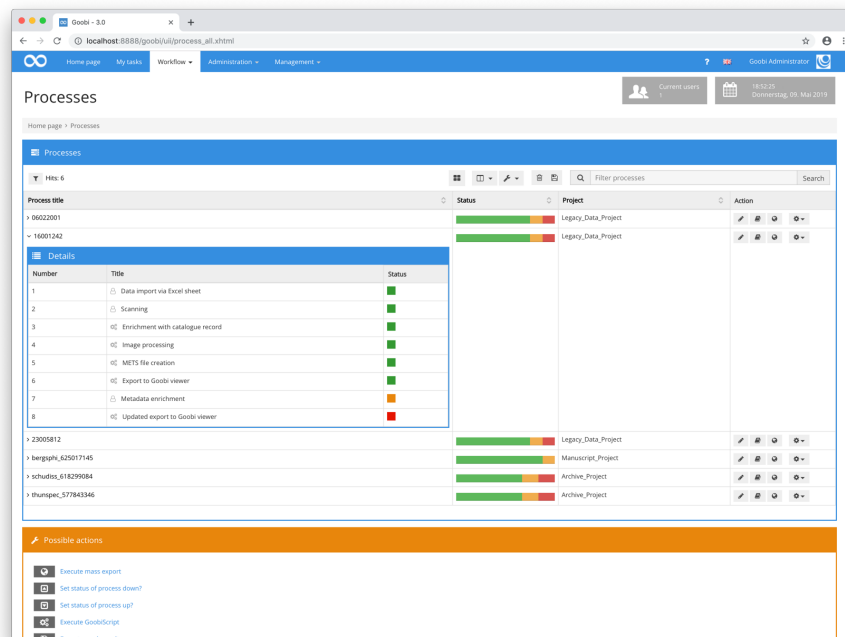 Goobi - 3.0
localhost:8888/goobi/uii/process_all.xhtml
Home page My tasks Workflow Administration Management ? Goobi Administrator
Processes
Current users
18:52:25
Donnerstag, 09. Mai 2019
Home page Processes
Processes
Hits: 6 Filter processes Search
Process title Status Project Action
06022001 Legacy_Data_Project
16001242 Legacy_Data_Project
Details
Number Title Status
1 Data import via Excel sheet
2 Scanning
3 Enrichment with catalogue record
4 Image processing
5 METS file creation
6 Export to Goobi viewer
7 Metadata enrichment
8 Updated export to Goobi viewer
23005812 Legacy_Data_Project
bergsphi_625017145 Manuscript_Project
schudiss_618299084 Archive_Project
thunspec_577843346 Archive_Project
Possible actions
Execute mass export
Set status of process down?
Set status of process up?
Execute GoobiScript